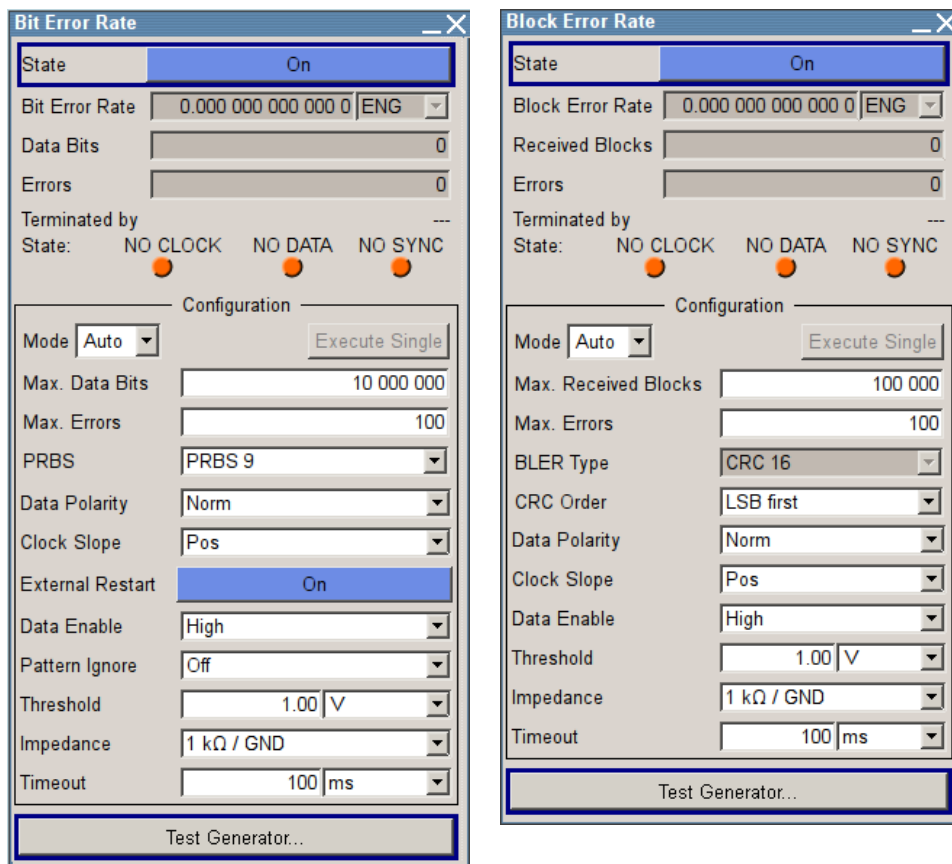 Bit Error Rate
State On
Bit Error Rate 0.000 000 000 000 0 ENG
Data Bits 0
Errors 0
Terminated by ---
State: NO CLOCK NO DATA NO SYNC
Configuration
Mode Auto Execute Single
Max. Data Bits 10 000 000
Max. Errors 100
PRBS PRBS 9
Data Polarity Norm
Clock Slope Pos
External Restart On
Data Enable High
Pattern Ignore Off
Threshold 1.00 V
Impedance 1 kΩ / GND
Timeout 100 ms
Test Generator...
Block Error Rate
State On
Block Error Rate 0.000 000 000 000 0 ENG
Received Blocks 0
Errors 0
Terminated by ---
State: NO CLOCK NO DATA NO SYNC
Configuration
Mode Auto Execute Single
Max. Received Blocks 100 000
Max. Errors 100
BLER Type CRC 16
CRC Order LSB first
Data Polarity Norm
Clock Slope Pos
Data Enable High
Threshold 1.00 V
Impedance 1 kΩ / GND
Timeout 100 ms
Test Generator...